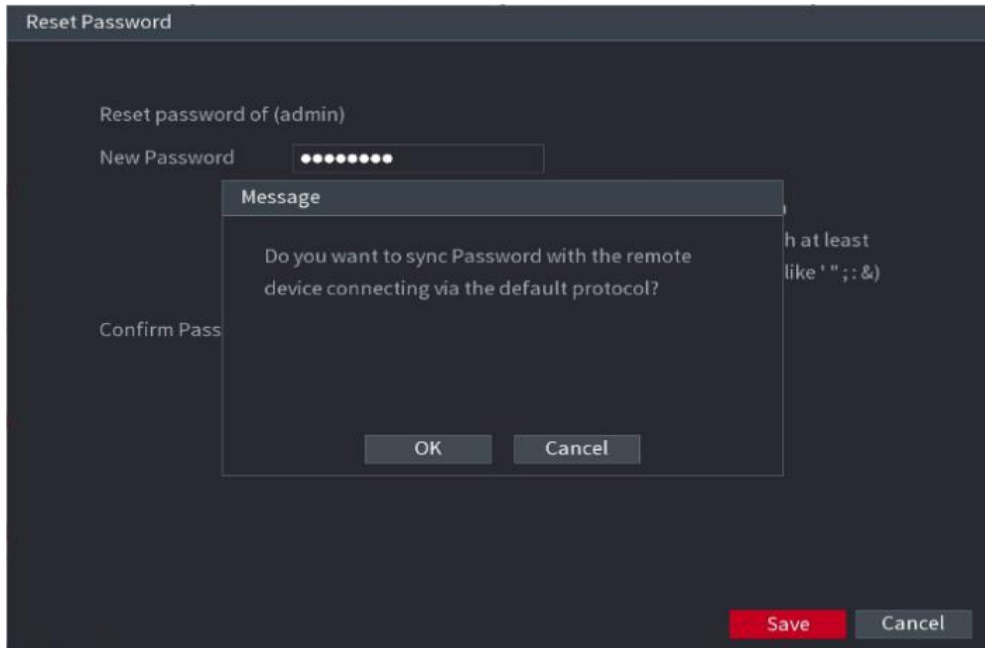 Reset Password
Reset password of (admin)
New Password
Message
h at least
Do you want to sync Password with the remote
like ' " ; : &)
device connecting via the default protocol?
Confirm Pass
OK
Cancel
Save
Cancel